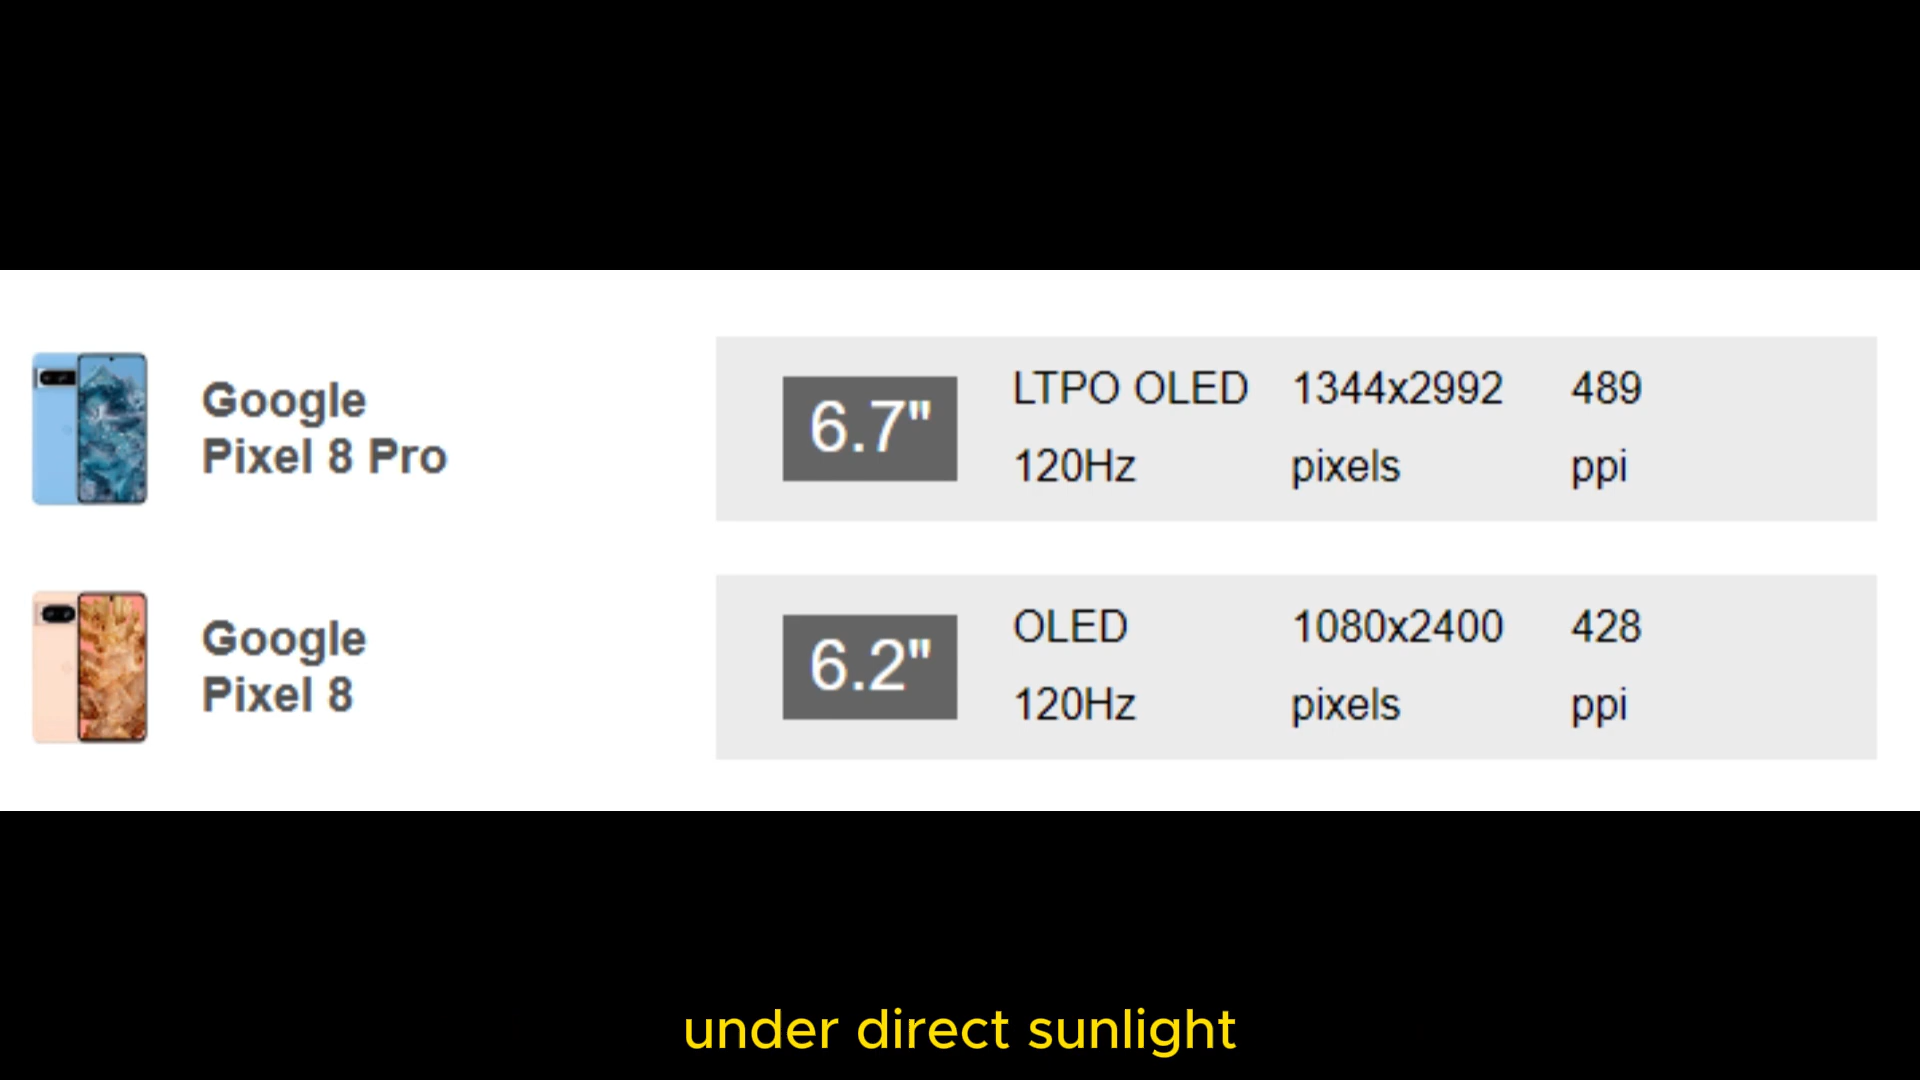 Google
Pixel 8 Pro
6.7"
LTPO OLED 1344x2992 489
120Hz pixels ppi
Google
Pixel 8
6.2"
OLED 1080x2400 428
120Hz pixels ppi
under direct sunlight